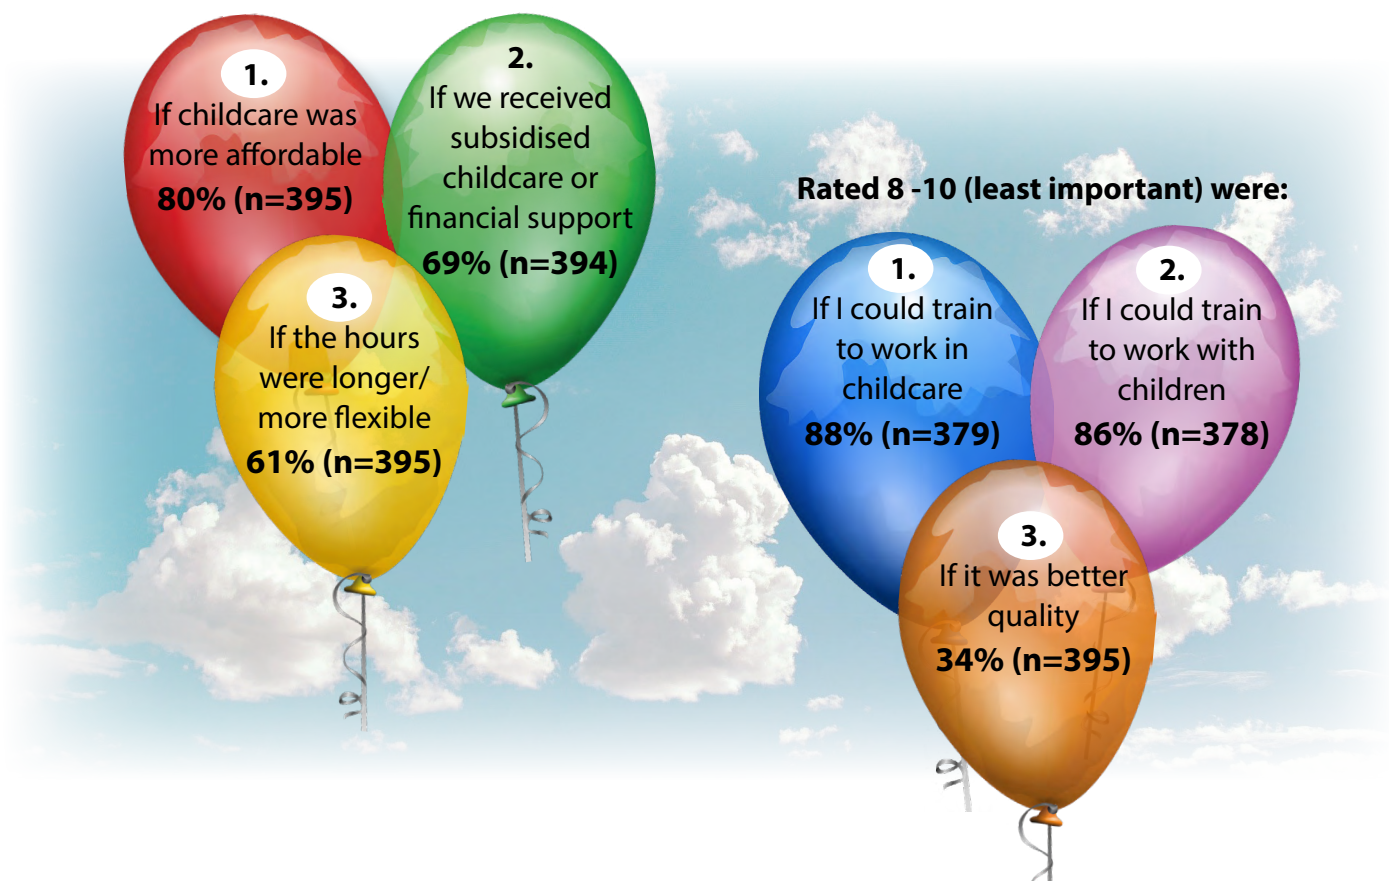 1.
If childcare was
more affordable
80% (n=395)
2.
If we received
subsidised
childcare or
financial support
69% (n=394)
3.
If the hours
were longer/
more flexible
61% (n=395)
Rated 8 -10 (least important) were:
1.
If I could train
to work in
childcare
88% (n=379)
2.
If I could train
to work with
children
86% (n=378)
3.
If it was better
quality
34% (n=395)